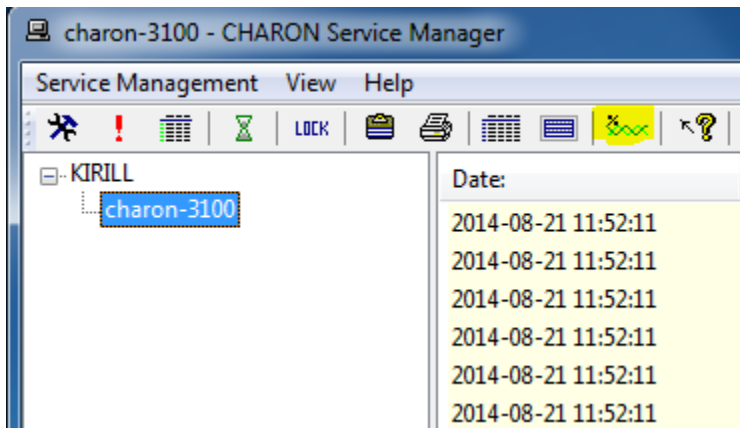 charon-3100 - CHARON Service Manager
Service Management View Help
LOCK
KIRILL
charon-3100
Date:
2014-08-21 11:52:11
2014-08-21 11:52:11
2014-08-21 11:52:11
2014-08-21 11:52:11
2014-08-21 11:52:11
2014-08-21 11:52:11